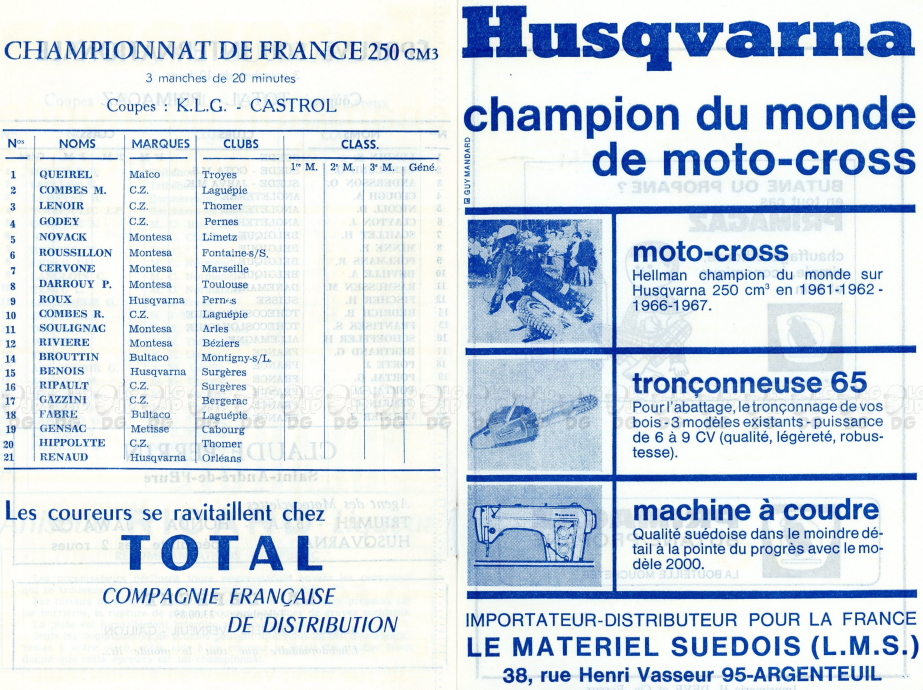 CHAMPIONNAT DE FRANCE 250 CM3
3 manches de 20 minutes
Coupes : K.L.G. - CASTROL
Nos NOMS MARQUES CLUBS CLASS.
1re M. 2e M. 3e M. Géné.
1 QUEIREL Maïco Troyes
2 COMBES M. C.Z. Laguépie
3 LENOIR C.Z. Thomer
4 GODEY C.Z. Pernes
5 NOVACK Montesa Limetz
6 ROUSSILLON Montesa Fontaine-s/S.
7 CERVONE Montesa Marseille
8 DARROUY P. Montesa Toulouse
9 ROUX Husqvarna Pernes
10 COMBES R. C.Z. Laguépie
11 SOULIGNAC Montesa Arles
12 RIVIERE Montesa Béziers
14 BROUTTIN Bultaco Montigny-s/L.
15 BENOIS Husqvarna Surgères
16 RIPAULT C.Z. Surgères
17 GAZZINI C.Z. Bergerac
18 FABRE Bultaco Laguépie
19 GENSAC Metisse Cabourg
20 HIPPOLYTE C.Z. Thomer
21 RENAUD Husqvarna Orléans
Les coureurs se ravitaillent chez
TOTAL
COMPAGNIE FRANÇAISE
DE DISTRIBUTION
Husqvarna
champion du monde
de moto-cross
GUY MANDARD
moto-cross
Hellman champion du monde sur
Husqvarna 250 cm³ en 1961-1962 -
1966-1967.
tronçonneuse 65
Pour l'abattage, le tronçonnage de vos
bois - 3 modèles existants - puissance
de 6 à 9 CV (qualité, légèreté, robus-
tesse).
machine à coudre
Qualité suédoise dans le moindre dé-
tail à la pointe du progrès avec le mo-
dèle 2000.
IMPORTATEUR-DISTRIBUTEUR POUR LA FRANCE
LE MATERIEL SUEDOIS (L.M.S.)
38, rue Henri Vasseur 95-ARGENTEUIL